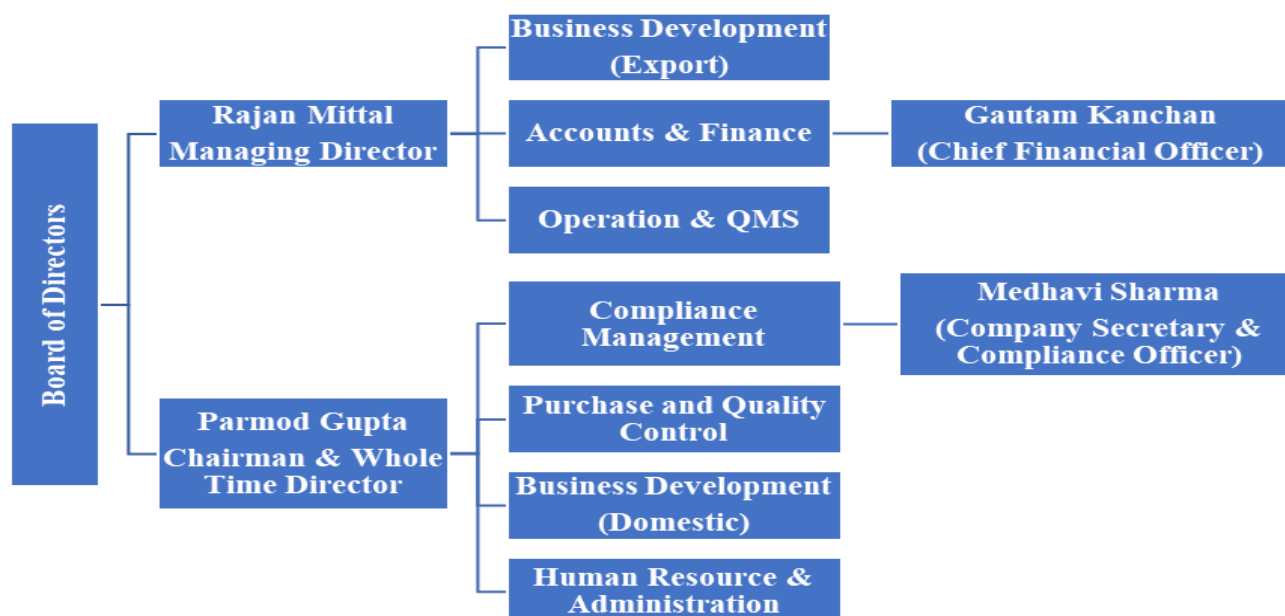 Board of Directors
Rajan Mittal
Managing Director
Business Development
(Export)
Accounts & Finance
Gautam Kanchan
(Chief Financial Officer)
Operation & QMS
Parmod Gupta
Chairman & Whole
Time Director
Compliance
Management
Medhavi Sharma
(Company Secretary &
Compliance Officer)
Purchase and Quality
Control
Business Development
(Domestic)
Human Resource &
Administration